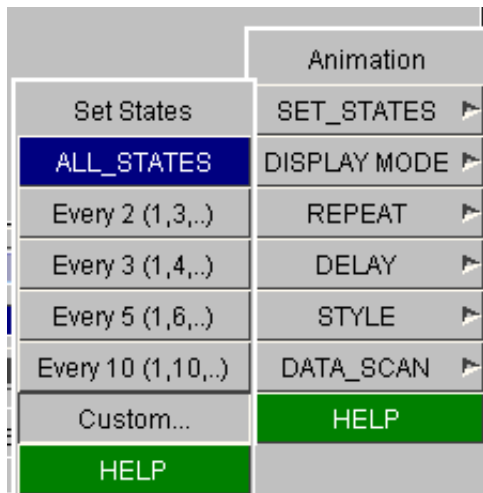 Animation
SET_STATES
DISPLAY MODE
REPEAT
DELAY
STYLE
DATA_SCAN
HELP
Set States
ALL_STATES
Every 2 (1,3,..)
Every 3 (1,4,..)
Every 5 (1,6,..)
Every 10 (1,10,..)
Custom...
HELP